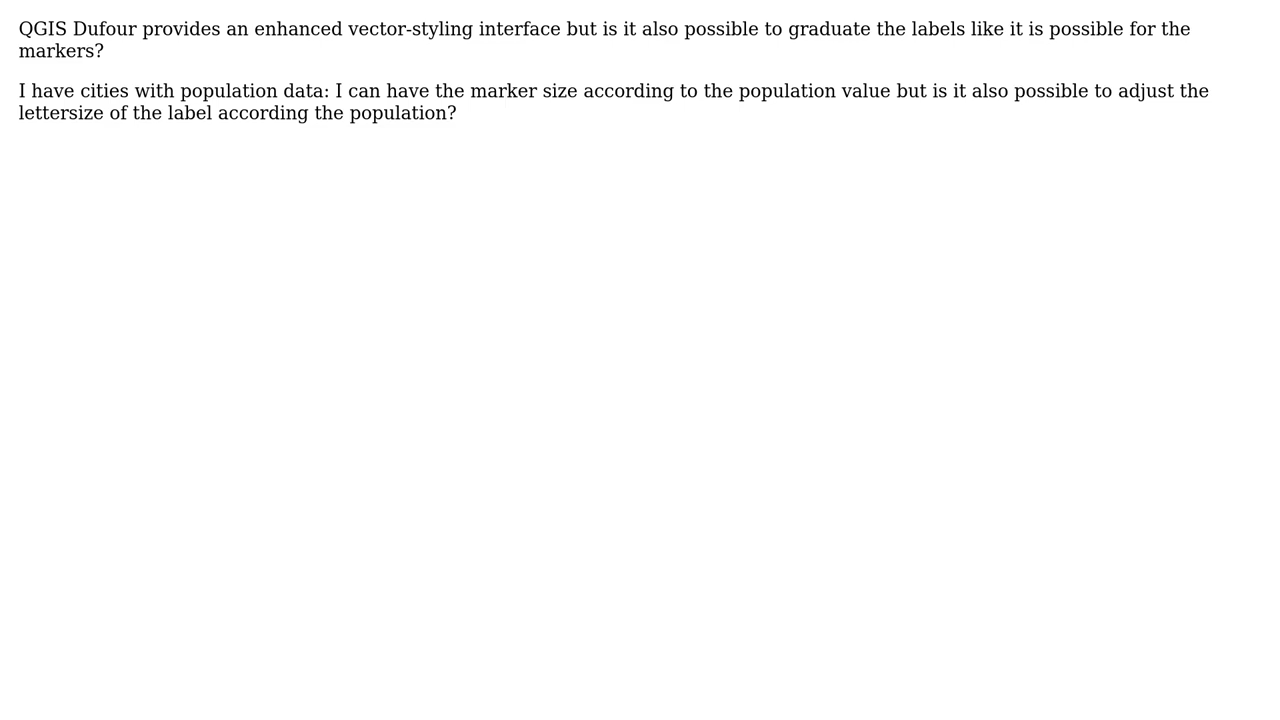 QGIS Dufour provides an enhanced vector-styling interface but is it also possible to graduate the labels like it is possible for the
markers?
I have cities with population data: I can have the marker size according to the population value but is it also possible to adjust the
lettersize of the label according the population?